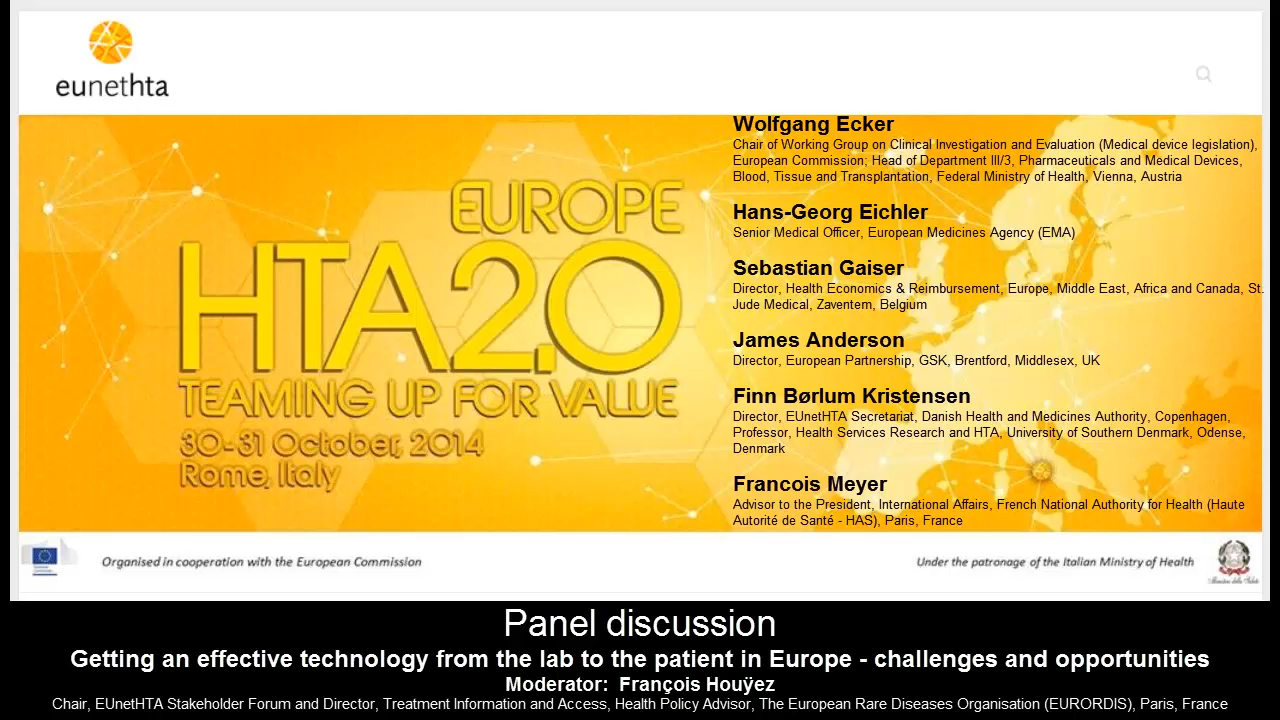 eunethta
EUROPE
HTA2.0
TEAMING UP FOR VALUE
30-31 October, 2014
Rome, Italy
Wolfgang Ecker
Chair of Working Group on Clinical Investigation and Evaluation (Medical device legislation),
European Commission; Head of Department III/3, Pharmaceuticals and Medical Devices,
Blood, Tissue and Transplantation, Federal Ministry of Health, Vienna, Austria
Hans-Georg Eichler
Senior Medical Officer, European Medicines Agency (EMA)
Sebastian Gaiser
Director, Health Economics & Reimbursement, Europe, Middle East, Africa and Canada, St.
Jude Medical, Zaventem, Belgium
James Anderson
Director, European Partnership, GSK, Brentford, Middlesex, UK
Finn Børlum Kristensen
Director, EUnetHTA Secretariat, Danish Health and Medicines Authority, Copenhagen,
Professor, Health Services Research and HTA, University of Southern Denmark, Odense,
Denmark
Francois Meyer
Advisor to the President, International Affairs, French National Authority for Health (Haute
Autorité de Santé - HAS), Paris, France
Organised in cooperation with the European Commission
Under the patronage of the Italian Ministry of Health
Panel discussion
Getting an effective technology from the lab to the patient in Europe - challenges and opportunities
Moderator: François Houÿez
Chair, EUnetHTA Stakeholder Forum and Director, Treatment Information and Access, Health Policy Advisor, The European Rare Diseases Organisation (EURORDIS), Paris, France